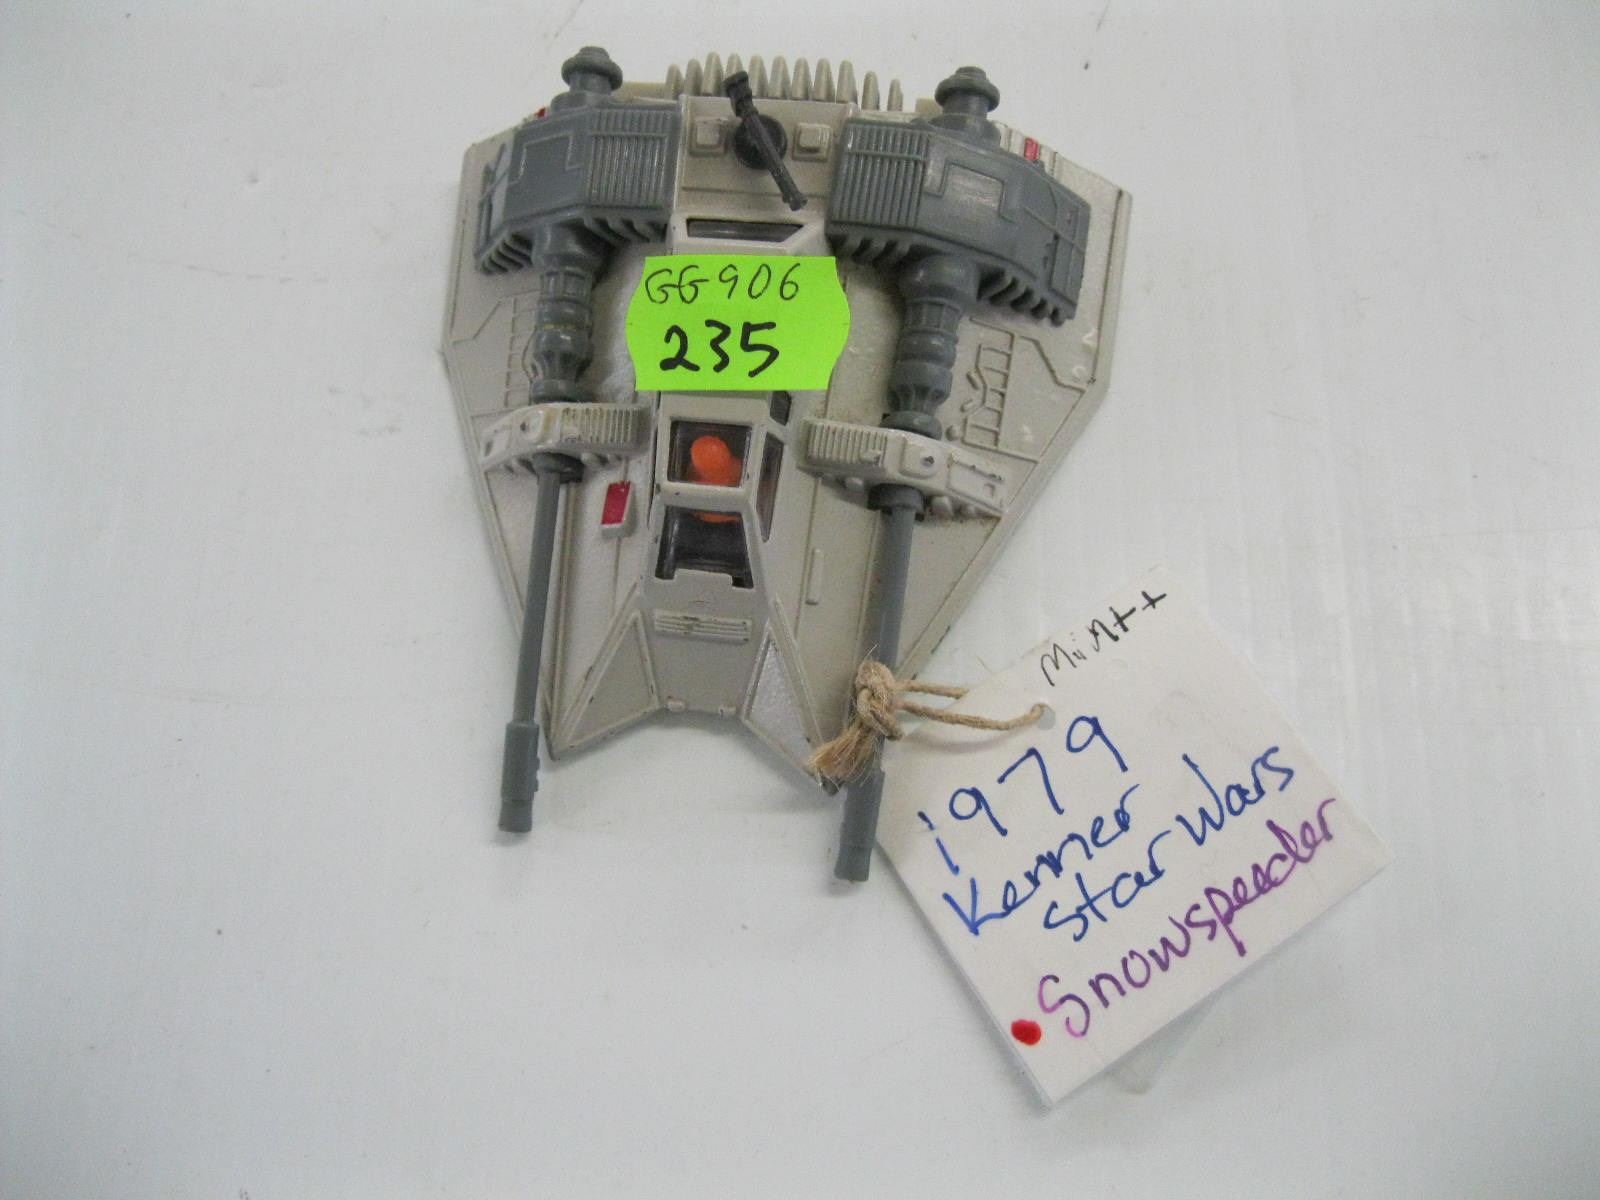 GG906
235
Mint++
1979
Kenner
Star Wars
Snowspeeder